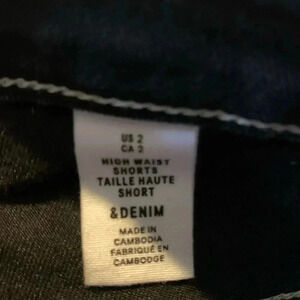 US 2
CA 2
HIGH WAIST
SHORTS
TAILLE HAUTE
SHORT
&DENIM
MADE IN
CAMBODIA
FABRIQUÉ EN
CAMBODGE